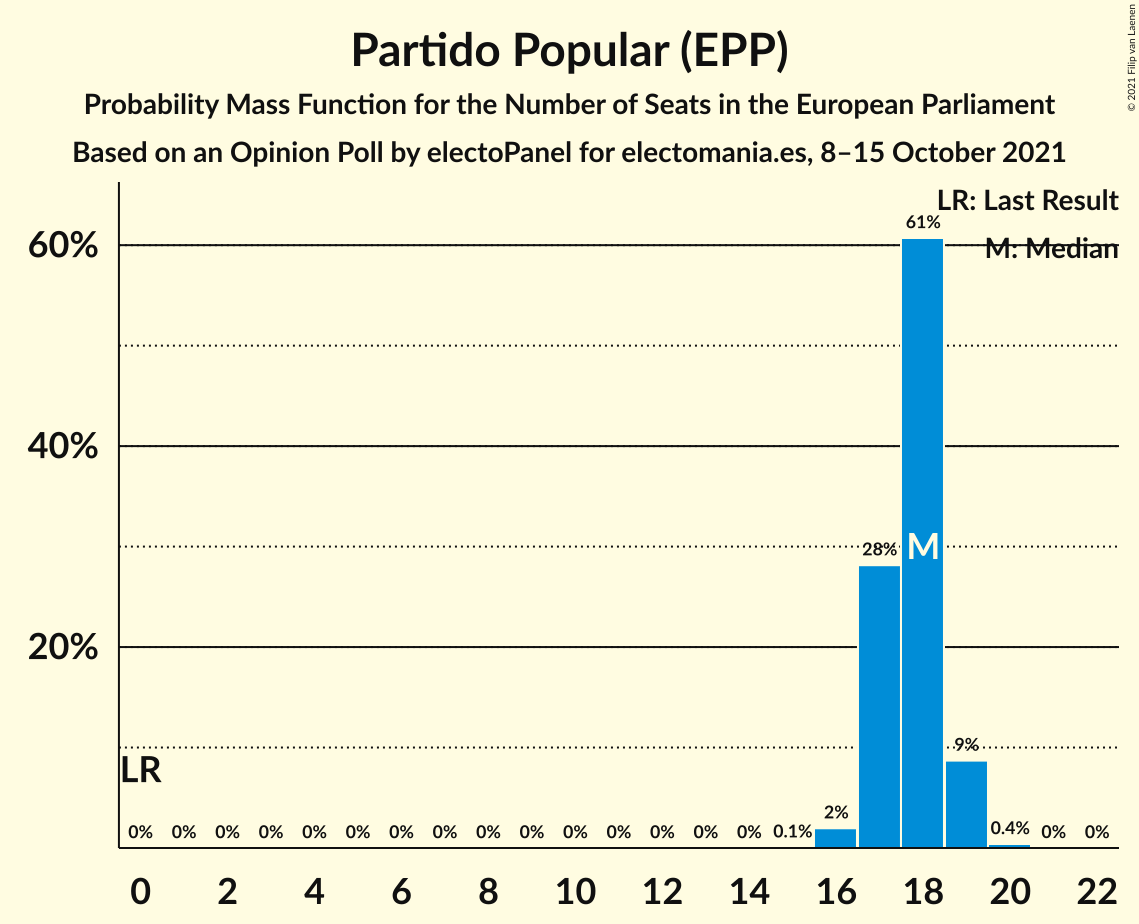 Partido Popular (EPP)
Probability Mass Function for the Number of Seats in the European Parliament
Based on an Opinion Poll by electoPanel for electomania.es, 8–15 October 2021
© 2021 Filip van Laenen
LR: Last Result
M: Median
60%
40%
20%
61%
28%
M
9%
LR
0% 0% 0% 0% 0% 0% 0% 0% 0% 0% 0% 0% 0% 0% 0% 0.1% 2% 0.4% 0% 0%
0 2 4 6 8 10 12 14 16 18 20 22